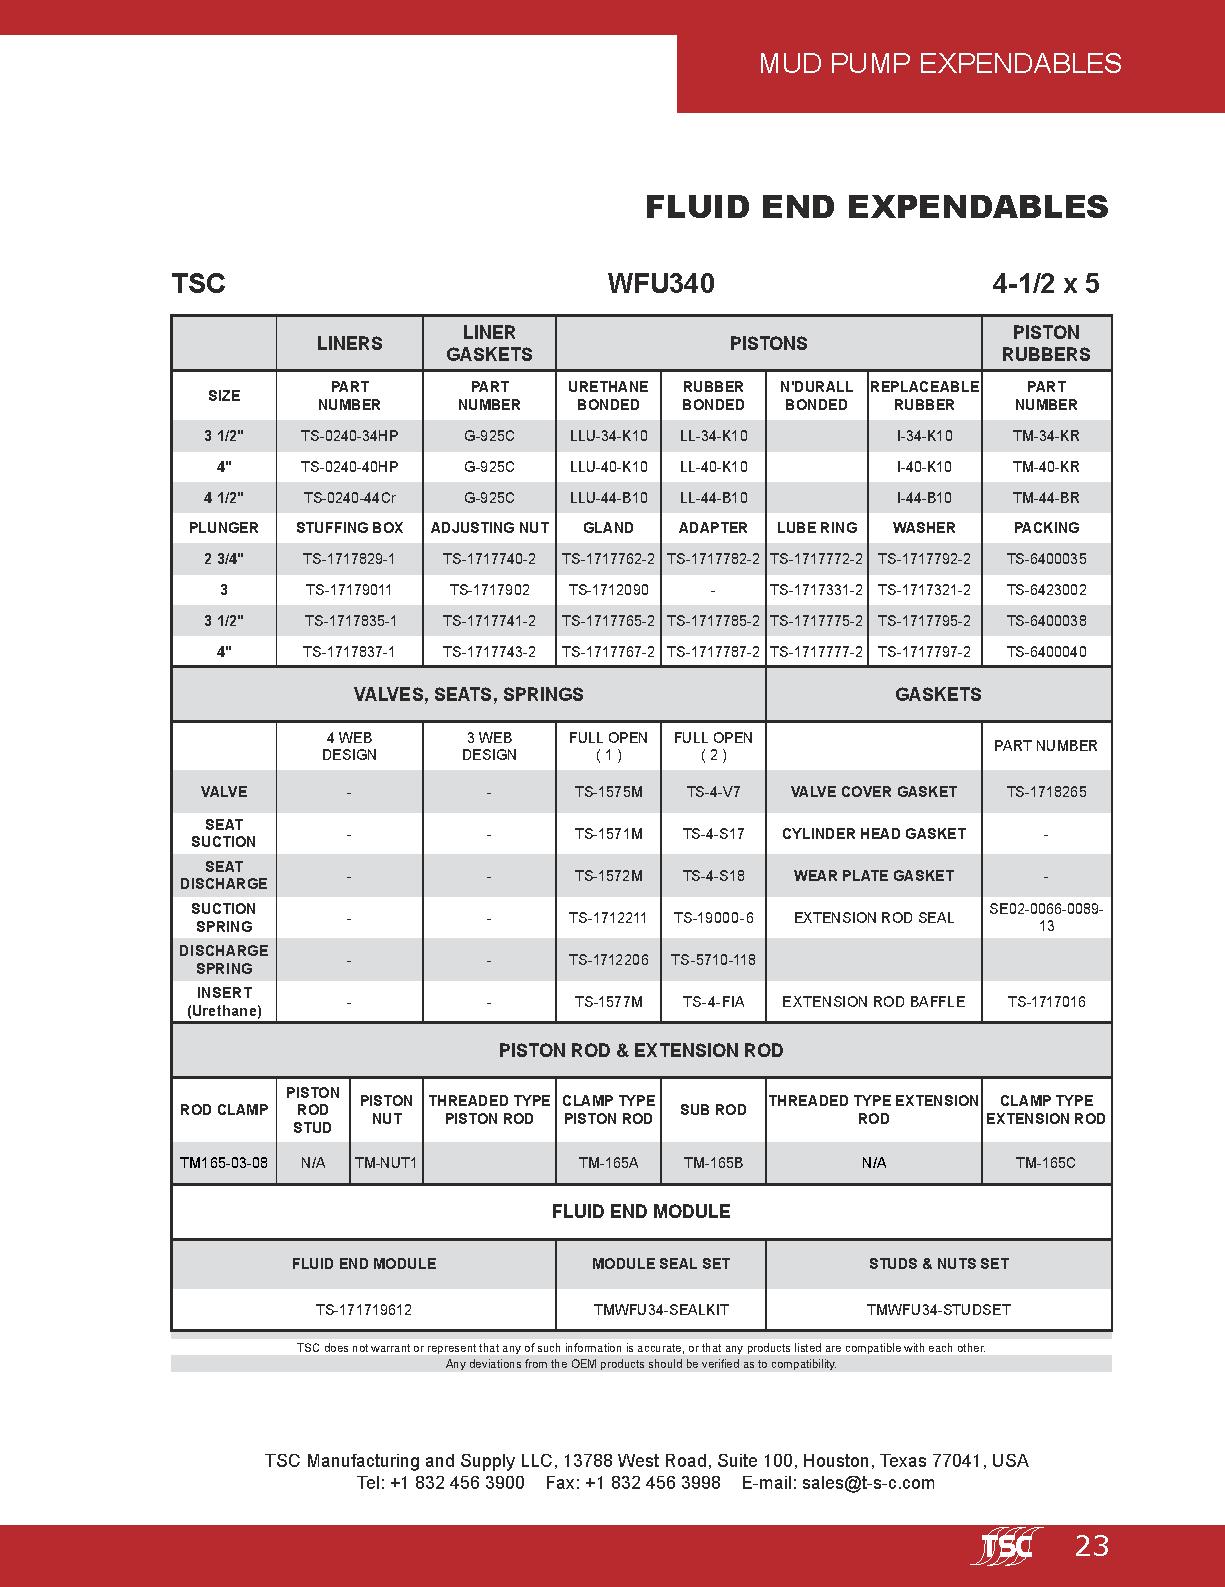 MUD PUMP EXPENDABLES
FLUID END EXPENDABLES
TSC WFU340 4-1/2 x 5
LINERS LINER GASKETS PISTONS PISTON RUBBERS
SIZE PART NUMBER PART NUMBER URETHANE BONDED RUBBER BONDED N'DURALL BONDED REPLACEABLE RUBBER PART NUMBER
3 1/2" TS-0240-34HP G-925C LLU-34-K10 LL-34-K10 I-34-K10 TM-34-KR
4" TS-0240-40HP G-925C LLU-40-K10 LL-40-K10 I-40-K10 TM-40-KR
4 1/2" TS-0240-44Cr G-925C LLU-44-B10 LL-44-B10 I-44-B10 TM-44-BR
PLUNGER STUFFING BOX ADJUSTING NUT GLAND ADAPTER LUBE RING WASHER PACKING
2 3/4" TS-1717829-1 TS-1717740-2 TS-1717762-2 TS-1717782-2 TS-1717772-2 TS-1717792-2 TS-6400035
3 TS-17179011 TS-1717902 TS-1712090 - TS-1717331-2 TS-1717321-2 TS-6423002
3 1/2" TS-1717835-1 TS-1717741-2 TS-1717765-2 TS-1717785-2 TS-1717775-2 TS-1717795-2 TS-6400038
4" TS-1717837-1 TS-1717743-2 TS-1717767-2 TS-1717787-2 TS-1717777-2 TS-1717797-2 TS-6400040
VALVES, SEATS, SPRINGS GASKETS
4 WEB DESIGN 3 WEB DESIGN FULL OPEN ( 1 ) FULL OPEN ( 2 ) PART NUMBER
VALVE - - TS-1575M TS-4-V7 VALVE COVER GASKET TS-1718265
SEAT SUCTION - - TS-1571M TS-4-S17 CYLINDER HEAD GASKET -
SEAT DISCHARGE - - TS-1572M TS-4-S18 WEAR PLATE GASKET -
SUCTION SPRING - - TS-1712211 TS-19000-6 EXTENSION ROD SEAL SE02-0066-0089-13
DISCHARGE SPRING - - TS-1712206 TS-5710-118
INSERT (Urethane) - - TS-1577M TS-4-FIA EXTENSION ROD BAFFLE TS-1717016
PISTON ROD & EXTENSION ROD
ROD CLAMP PISTON ROD STUD PISTON NUT THREADED TYPE PISTON ROD CLAMP TYPE PISTON ROD SUB ROD THREADED TYPE EXTENSION ROD CLAMP TYPE EXTENSION ROD
TM165-03-08 N/A TM-NUT1 TM-165A TM-165B N/A TM-165C
FLUID END MODULE
FLUID END MODULE MODULE SEAL SET STUDS & NUTS SET
TS-171719612 TMWFU34-SEALKIT TMWFU34-STUDSET
TSC does not warrant or represent that any of such information is accurate, or that any products listed are compatible with each other.
Any deviations from the OEM products should be verified as to compatibility.
TSC Manufacturing and Supply LLC, 13788 West Road, Suite 100, Houston, Texas 77041, USA
Tel: +1 832 456 3900 Fax: +1 832 456 3998 E-mail: sales@t-s-c.com
TSC 23